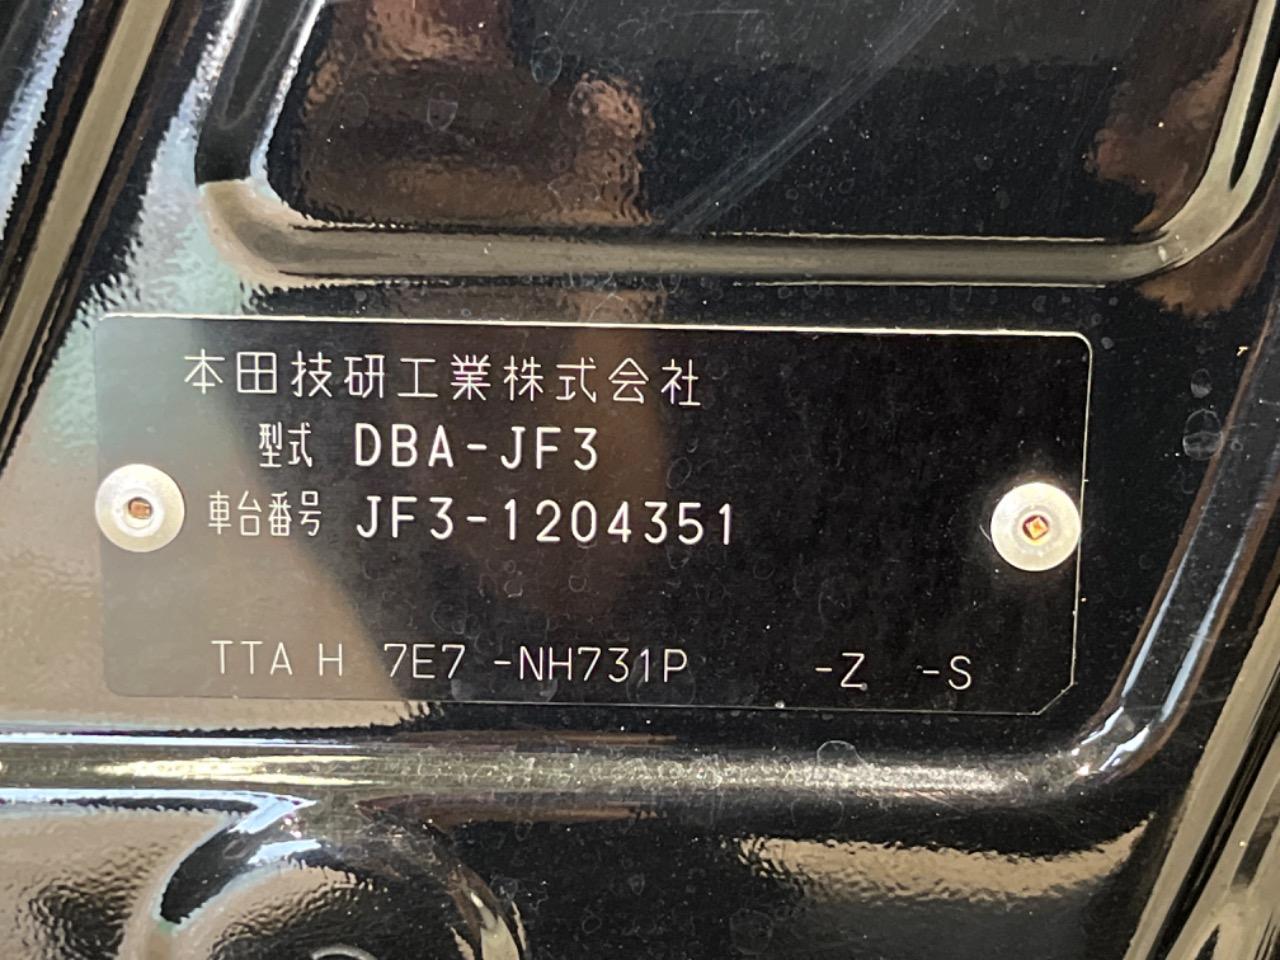 本田技研工業株式会社
型式 DBA-JF3
車台番号 JF3-1204351
TTA H 7E7 -NH731P -Z -S